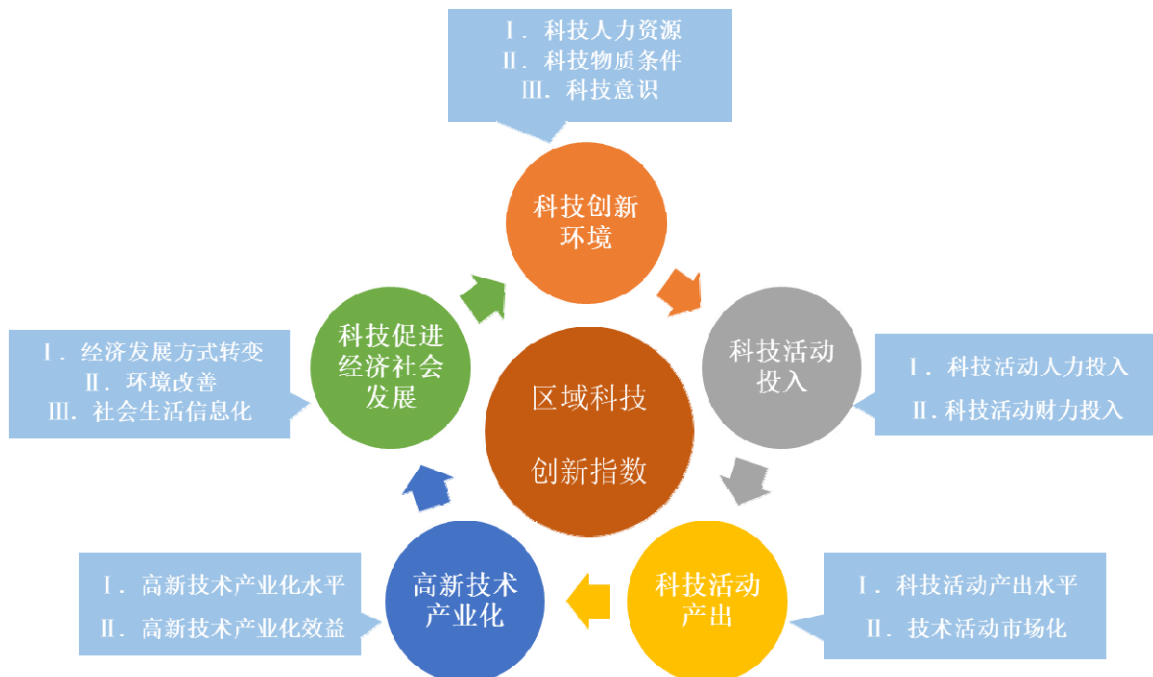 Ⅰ. 科技人力资源
Ⅱ. 科技物质条件
Ⅲ. 科技意识
科技创新
环境
科技促进
经济社会
发展
Ⅰ. 经济发展方式转变
Ⅱ. 环境改善
Ⅲ. 社会生活信息化
区域科技
创新指数
科技活动
投入
Ⅰ. 科技活动人力投入
Ⅱ. 科技活动财力投入
Ⅰ. 高新技术产业化水平
Ⅱ. 高新技术产业化效益
高新技术
产业化
科技活动
产出
Ⅰ. 科技活动产出水平
Ⅱ. 技术活动市场化